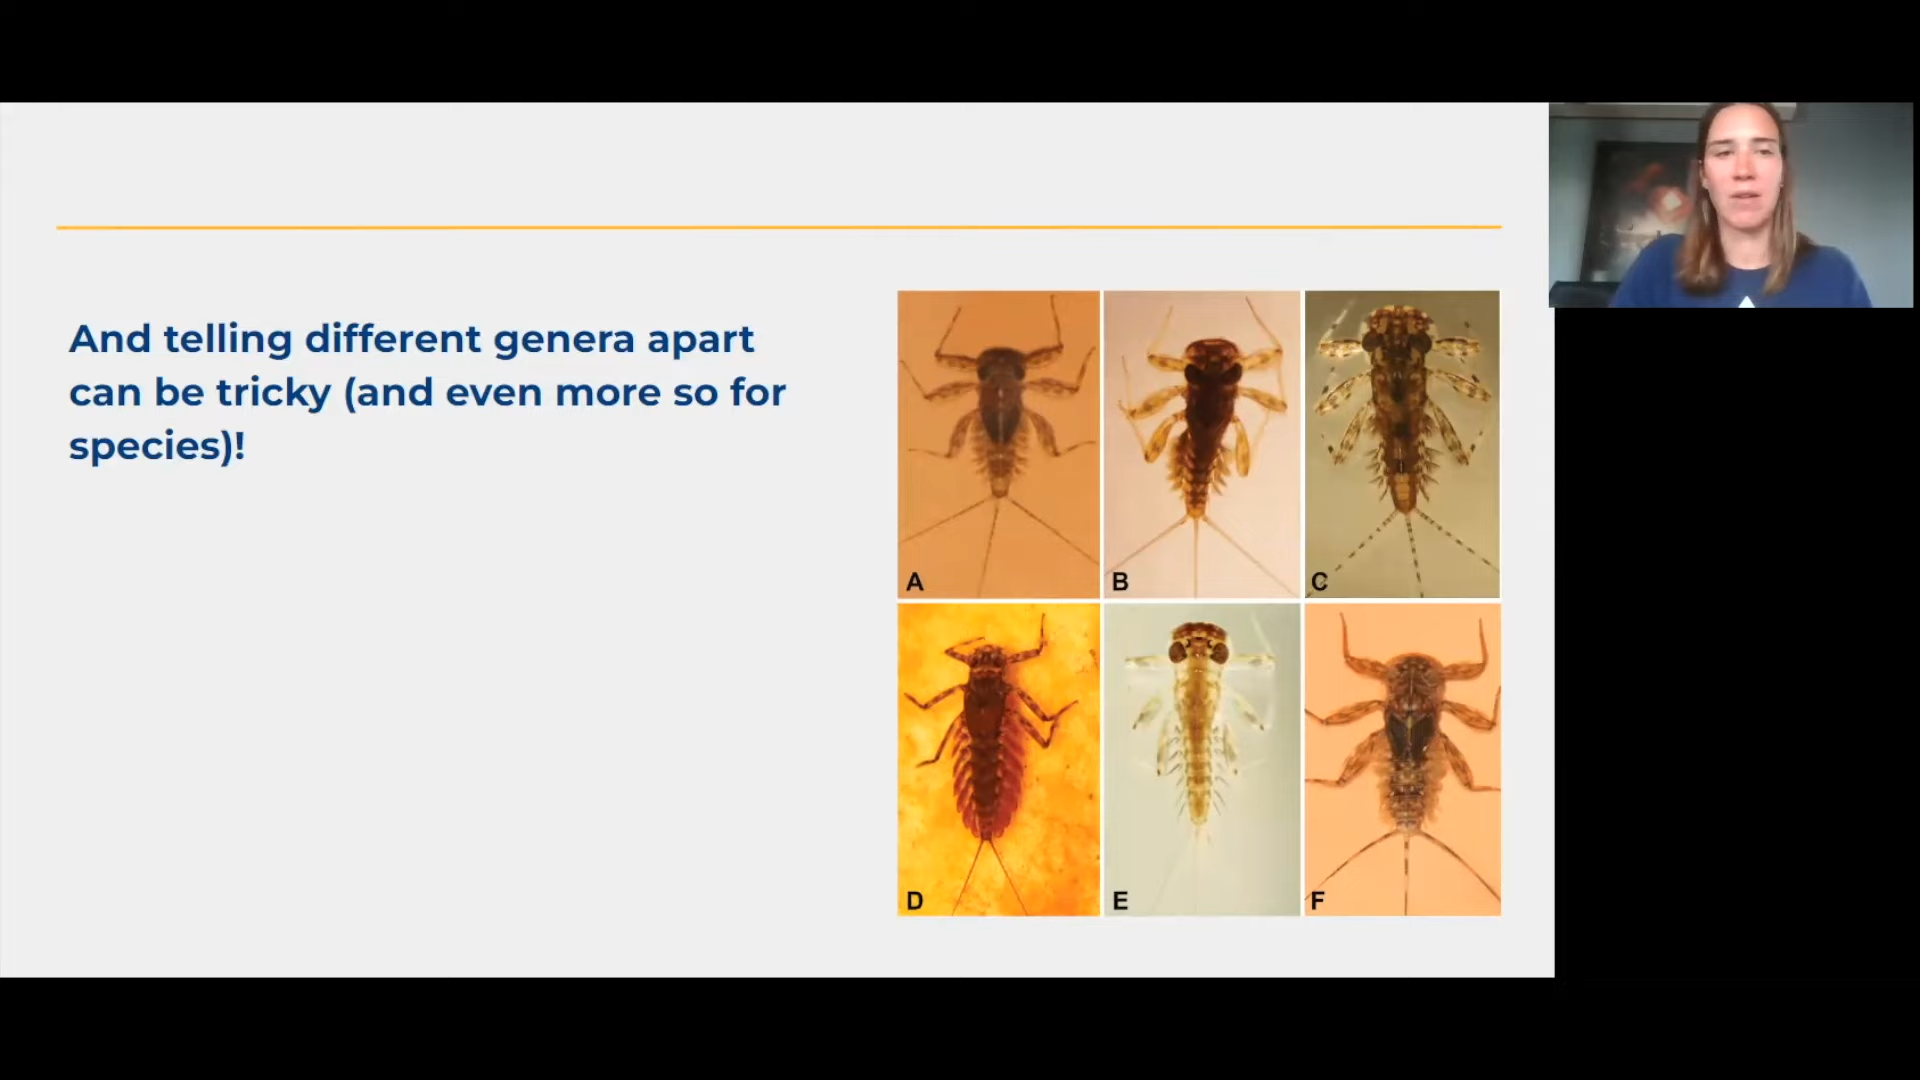 And telling different genera apart
can be tricky (and even more so for
species)!
A
B
C
D
E
F